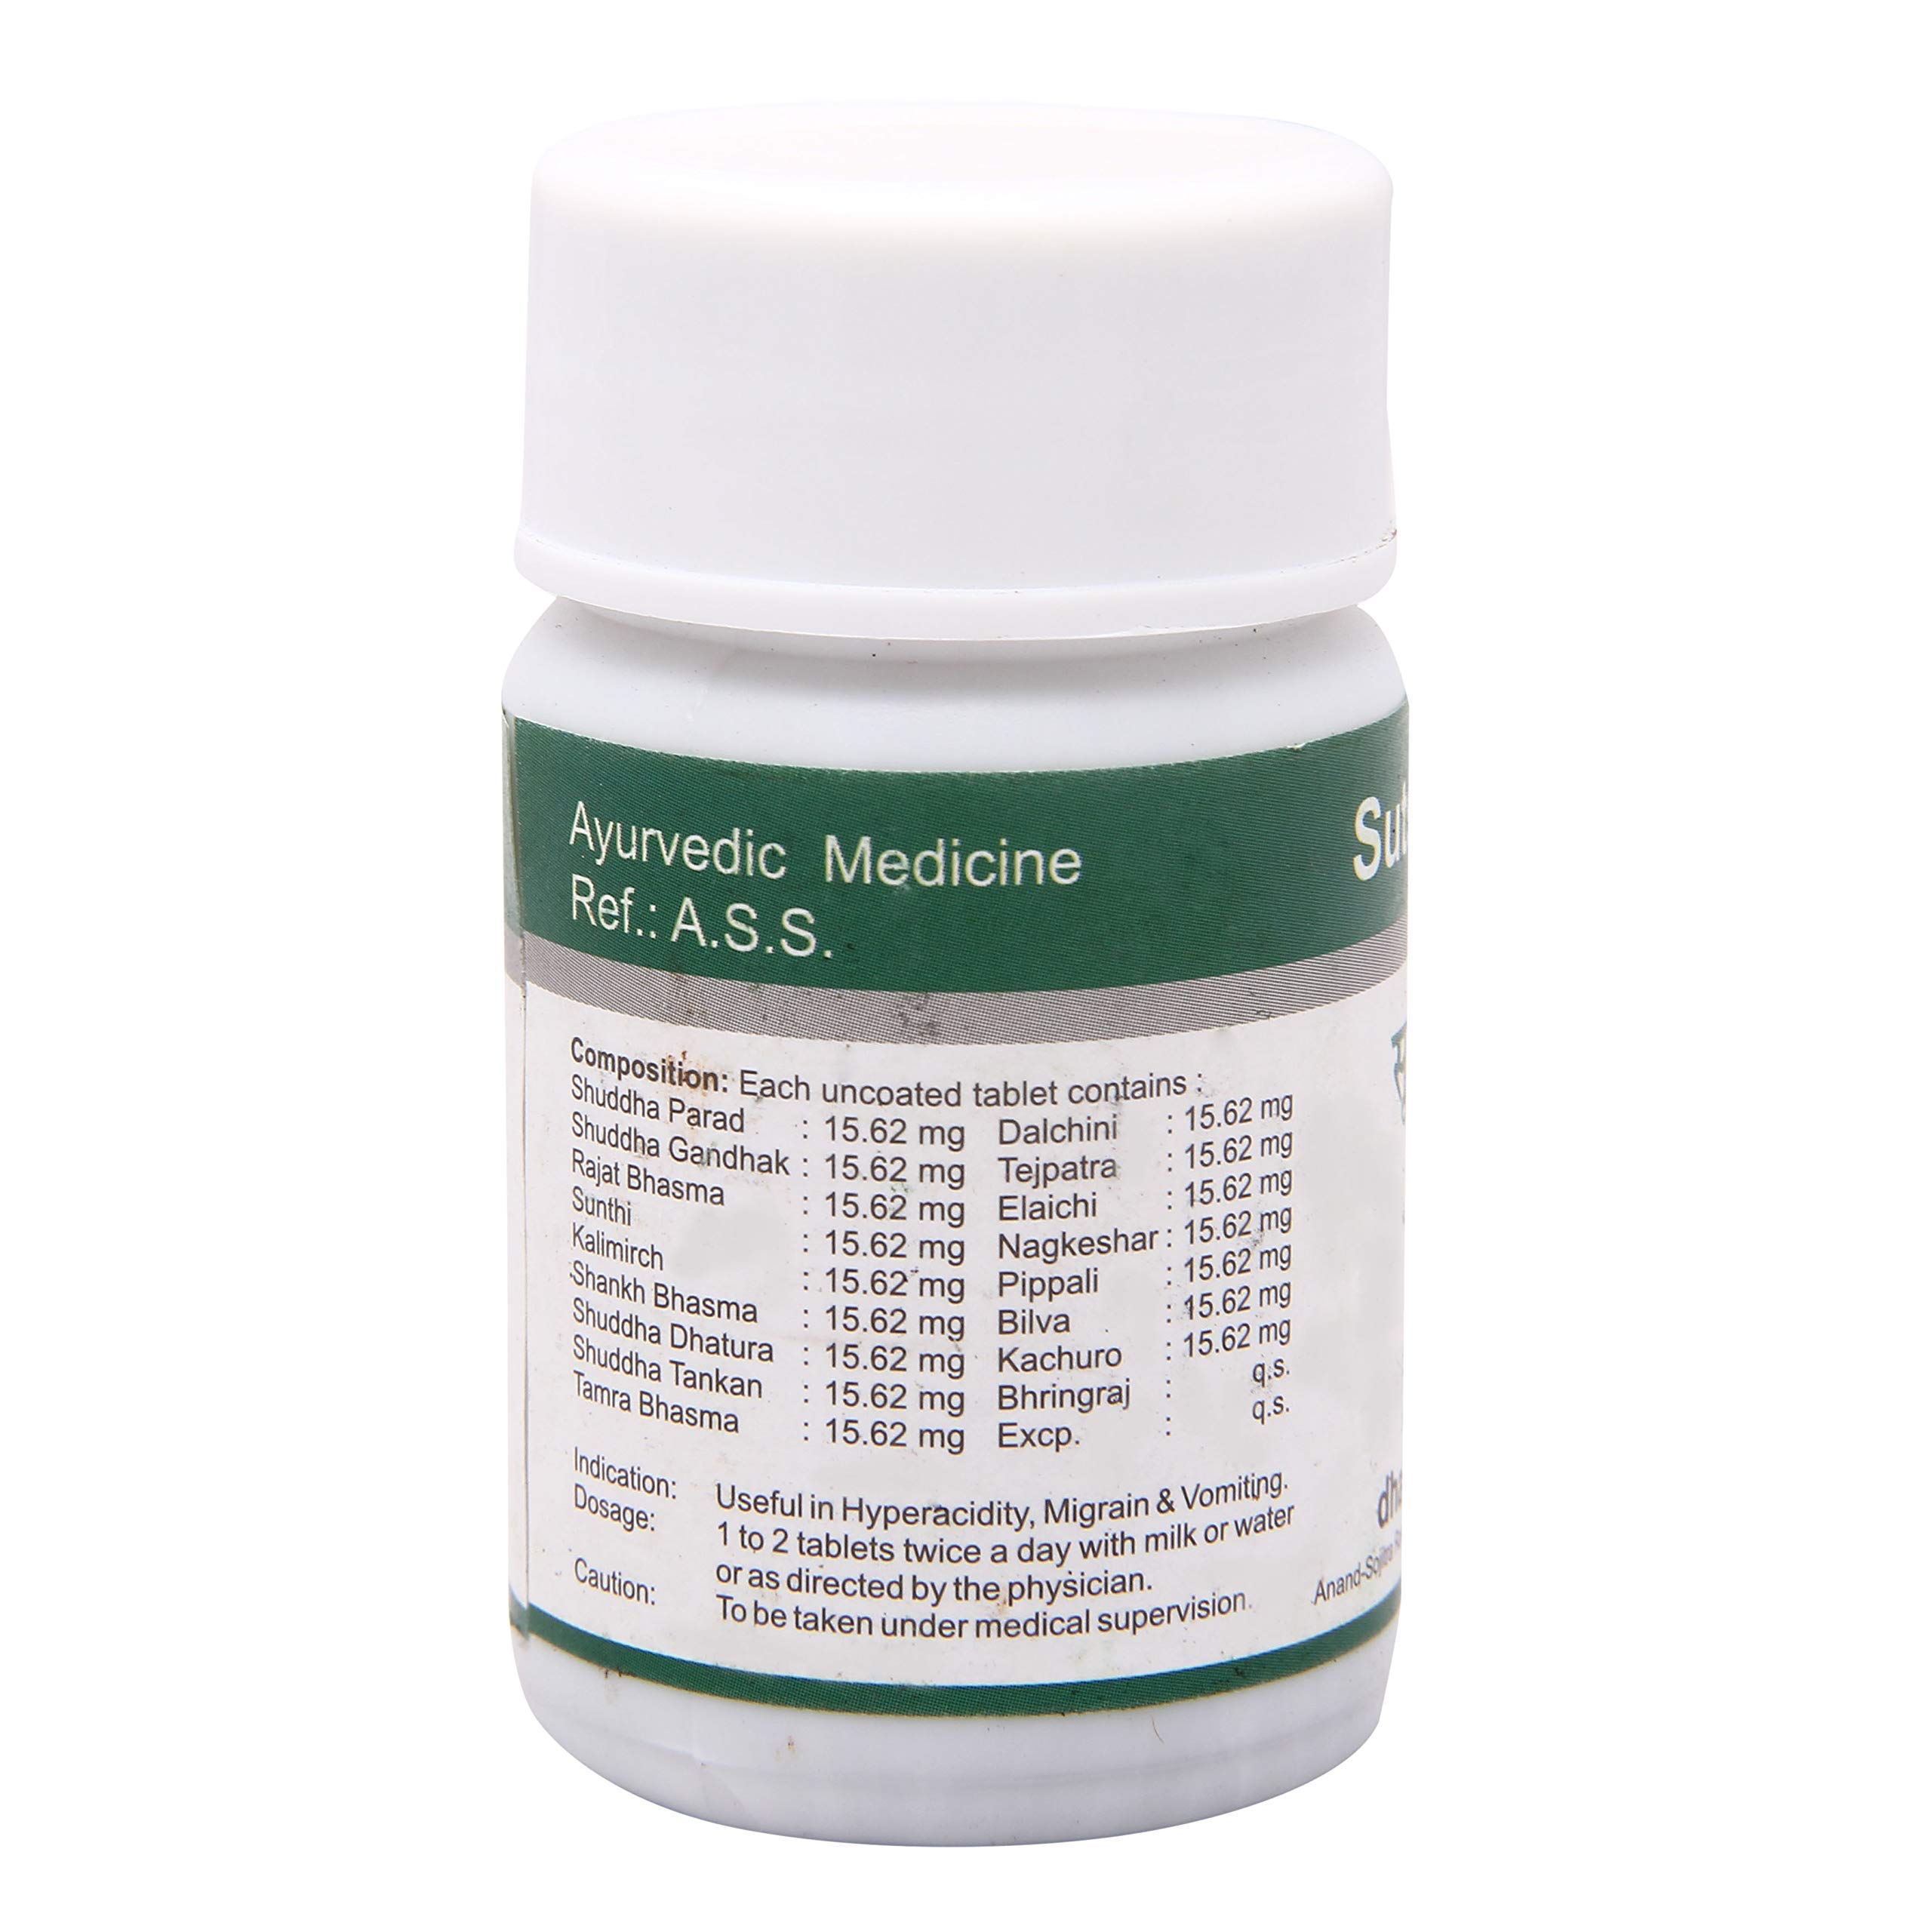 Ayurvedic Medicine
Ref.: A.S.S.
Composition: Each uncoated tablet contains :
Shuddha Parad : 15.62 mg Dalchini : 15.62 mg
Shuddha Gandhak : 15.62 mg Tejpatra : 15.62 mg
Rajat Bhasma : 15.62 mg Elaichi : 15.62 mg
Sunthi : 15.62 mg Nagkeshar : 15.62 mg
Kalimirch : 15.62 mg Pippali : 15.62 mg
Shankh Bhasma : 15.62 mg Bilva : 15.62 mg
Shuddha Dhatura : 15.62 mg Kachuro : 15.62 mg
Shuddha Tankan : 15.62 mg Bhringraj : q.s.
Tamra Bhasma : 15.62 mg Excp. : q.s.
Indication: Useful in Hyperacidity, Migrain & Vomiting.
Dosage: 1 to 2 tablets twice a day with milk or water
or as directed by the physician.
Caution: To be taken under medical supervision.
Sut
dha
Anand-Sojitra